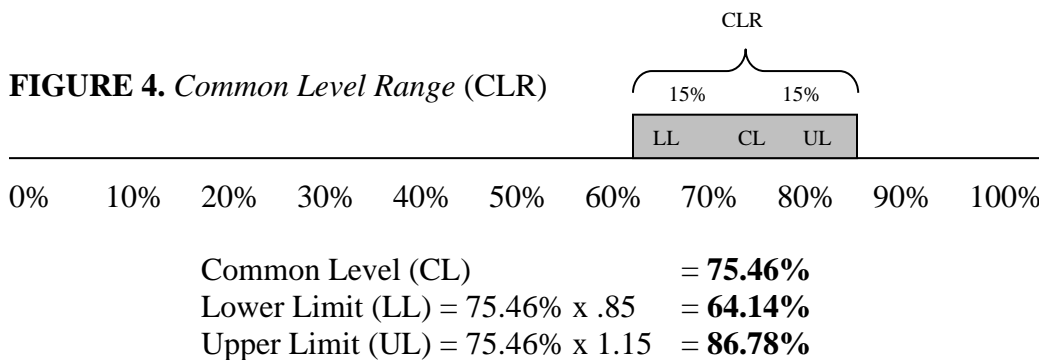 CLR
FIGURE 4. Common Level Range (CLR)
15% 15%
LL CL UL
0% 10% 20% 30% 40% 50% 60% 70% 80% 90% 100%
Common Level (CL) = 75.46%
Lower Limit (LL) = 75.46% x .85 = 64.14%
Upper Limit (UL) = 75.46% x 1.15 = 86.78%